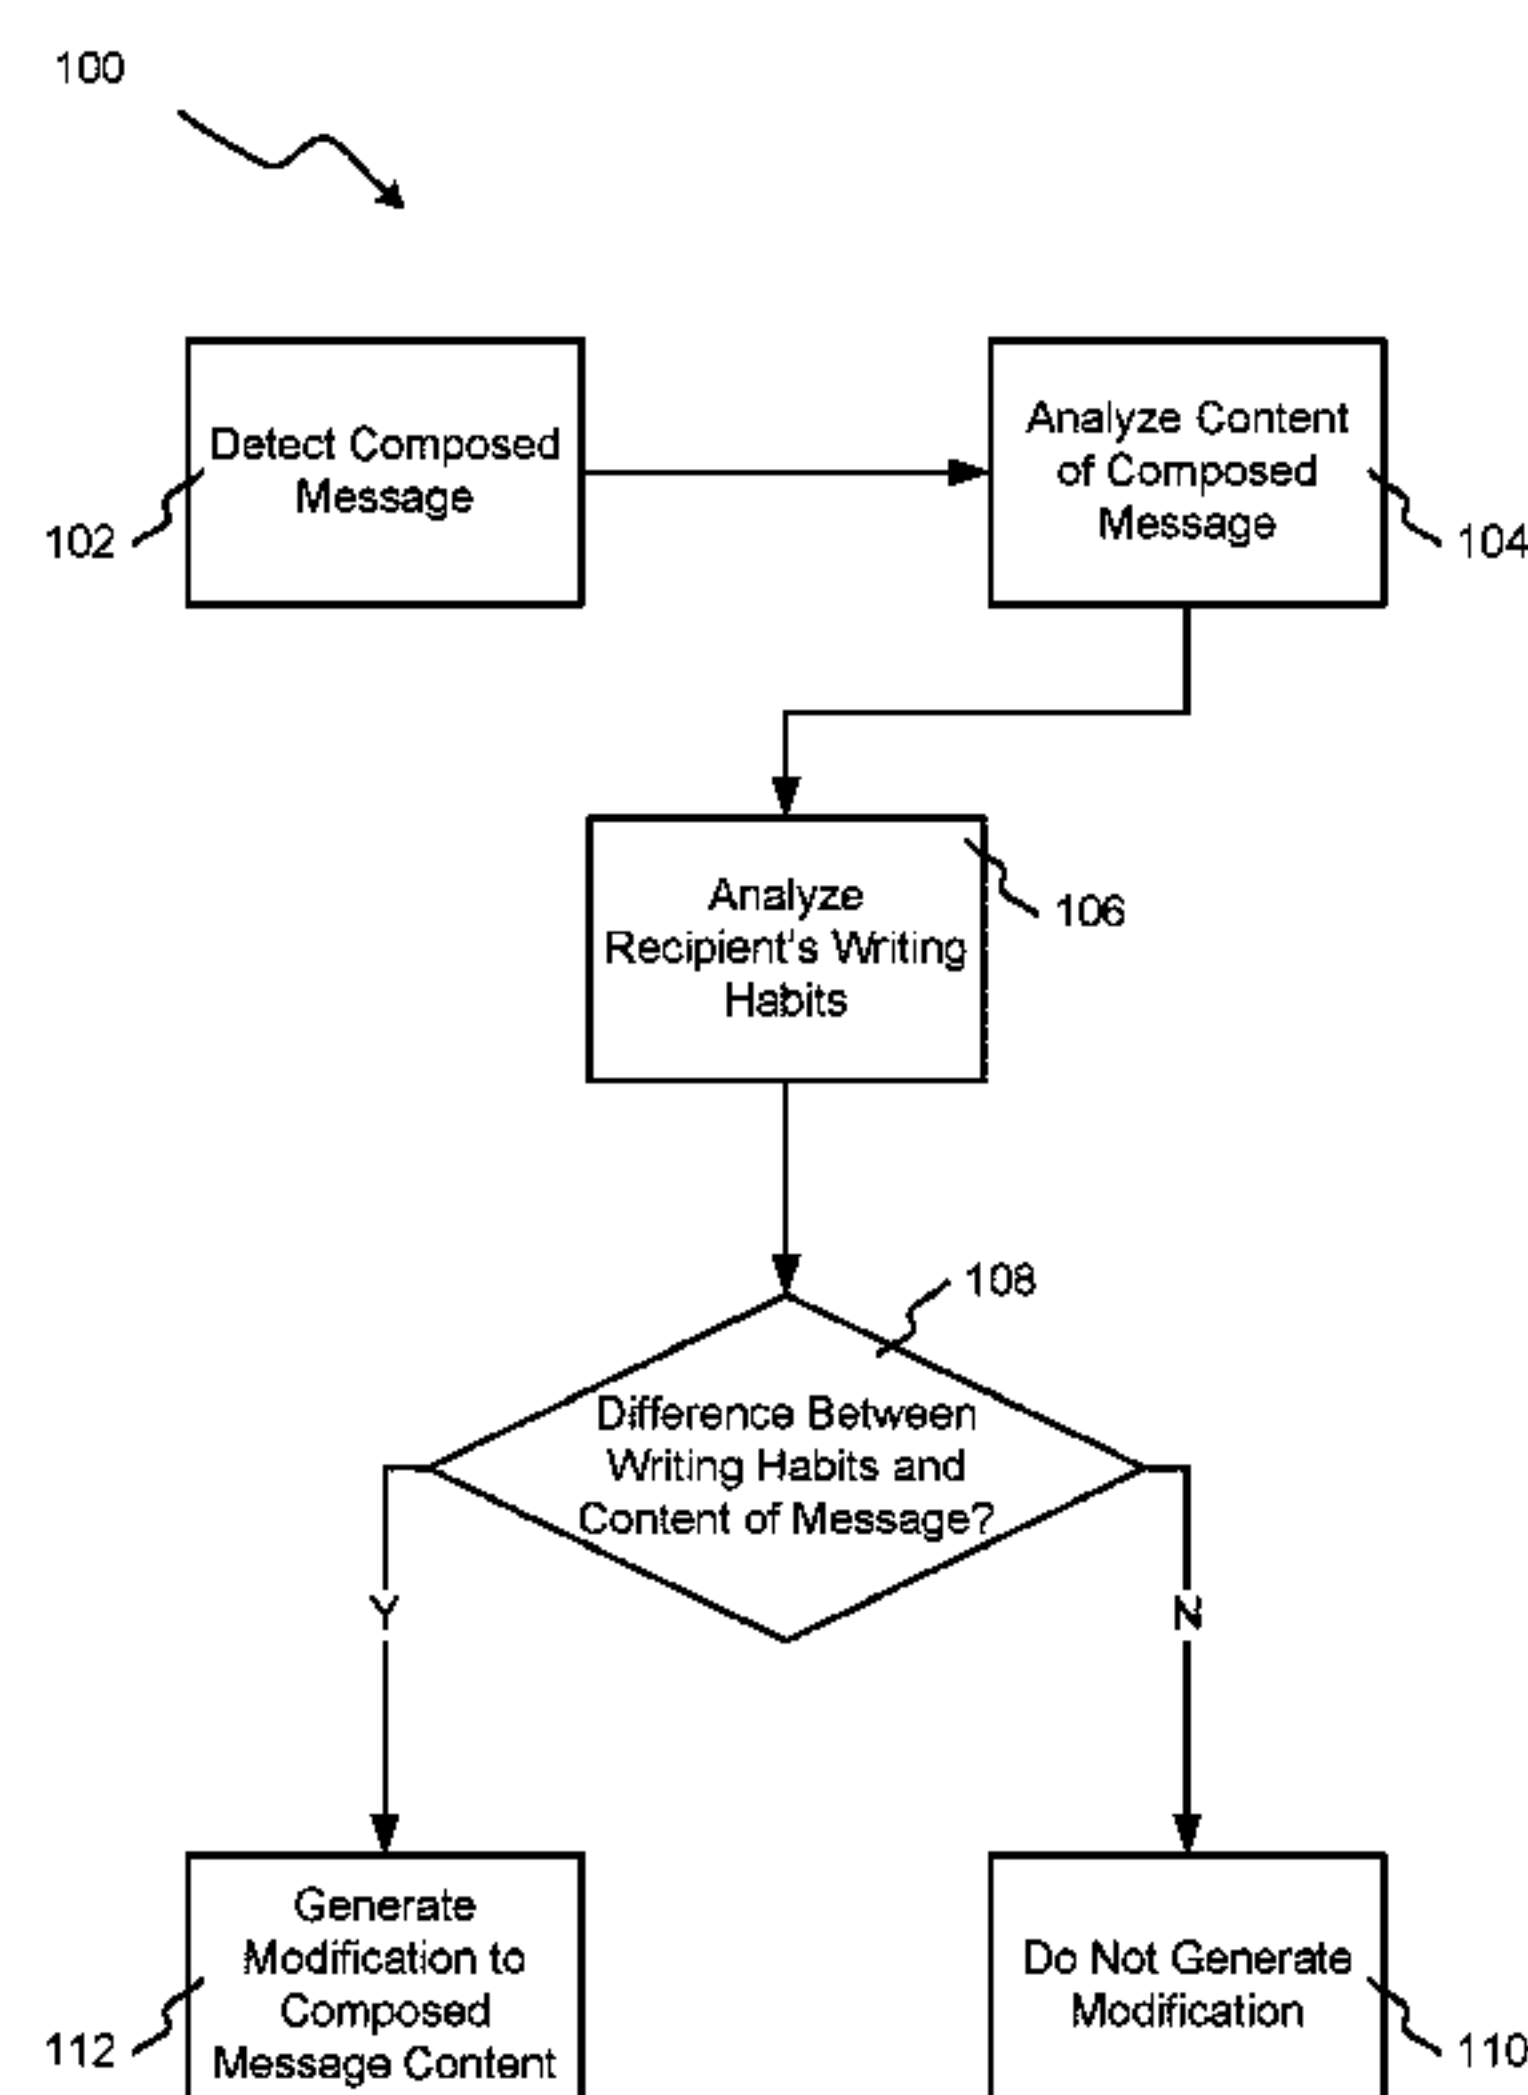 100
Detect Composed
Message
102
Analyze Content
of Composed
Message
104
Analyze
Recipient's Writing
Habits
106
108
Difference Between
Writing Habits and
Content of Message?
Y
N
Generate
Modification to
Composed
Message Content
112
Do Not Generate
Modification
110